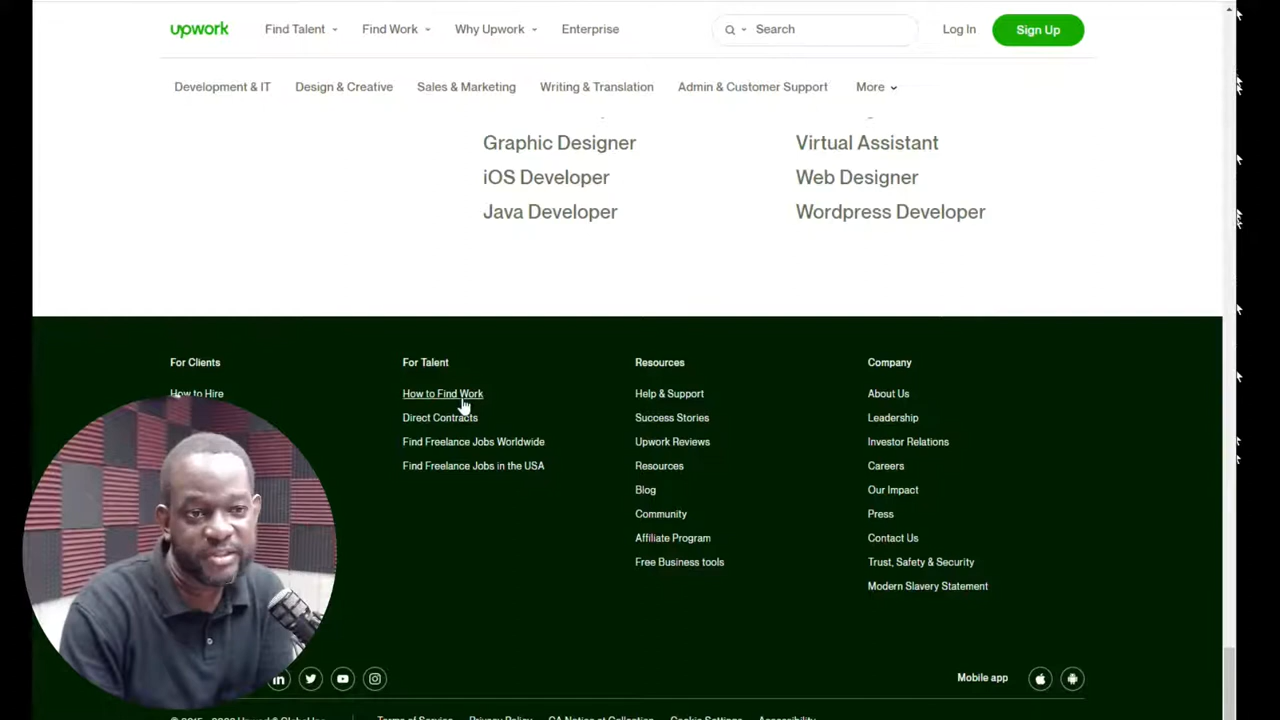 upwork
Find Talent
Find Work
Why Upwork
Enterprise
Search
Log In
Sign Up
Development & IT
Design & Creative
Sales & Marketing
Writing & Translation
Admin & Customer Support
More
Graphic Designer
Virtual Assistant
iOS Developer
Web Designer
Java Developer
Wordpress Developer
For Clients
How to Hire
For Talent
How to Find Work
Direct Contracts
Find Freelance Jobs Worldwide
Find Freelance Jobs in the USA
Resources
Help & Support
Success Stories
Upwork Reviews
Resources
Blog
Community
Affiliate Program
Free Business tools
Company
About Us
Leadership
Investor Relations
Careers
Our Impact
Press
Contact Us
Trust, Safety & Security
Modern Slavery Statement
in
Mobile app
Terms of Service
Privacy Policy
CA Notice at Collection
Cookie Settings
Accessibility